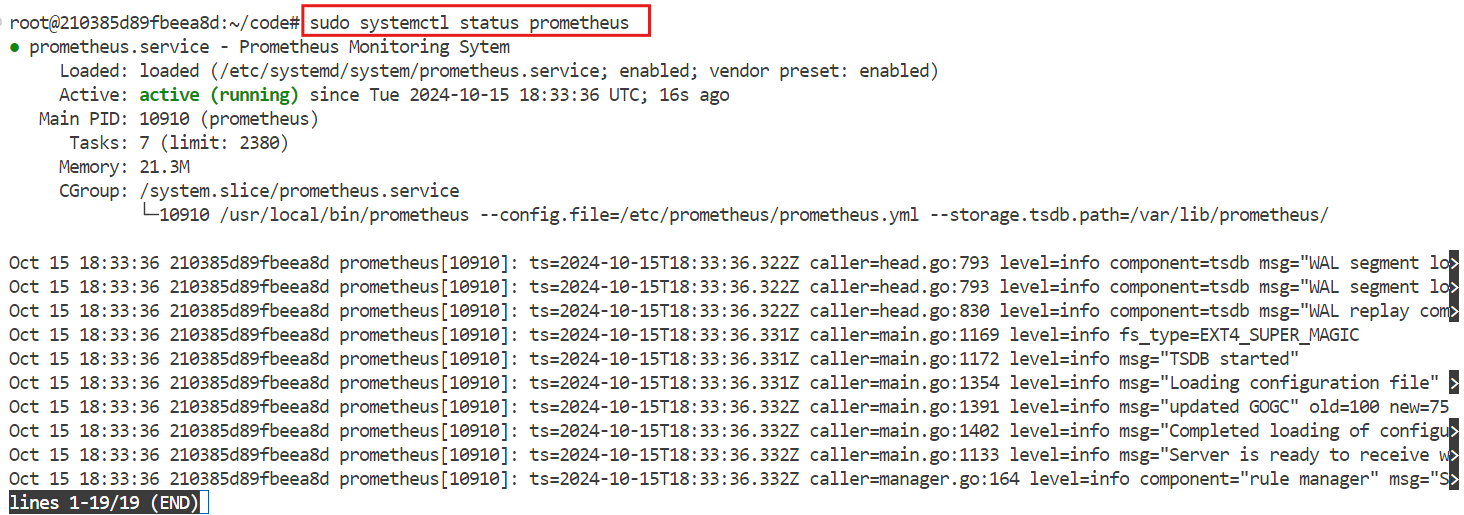 root@210385d89fbeea8d:~/code# sudo systemctl status prometheus
● prometheus.service - Prometheus Monitoring Sytem
Loaded: loaded (/etc/systemd/system/prometheus.service; enabled; vendor preset: enabled)
Active: active (running) since Tue 2024-10-15 18:33:36 UTC; 16s ago
Main PID: 10910 (prometheus)
Tasks: 7 (limit: 2380)
Memory: 21.3M
CGroup: /system.slice/prometheus.service
└─10910 /usr/local/bin/prometheus --config.file=/etc/prometheus/prometheus.yml --storage.tsdb.path=/var/lib/prometheus/
Oct 15 18:33:36 210385d89fbeea8d prometheus[10910]: ts=2024-10-15T18:33:36.322Z caller=head.go:793 level=info component=tsdb msg="WAL segment lo>
Oct 15 18:33:36 210385d89fbeea8d prometheus[10910]: ts=2024-10-15T18:33:36.322Z caller=head.go:793 level=info component=tsdb msg="WAL segment lo>
Oct 15 18:33:36 210385d89fbeea8d prometheus[10910]: ts=2024-10-15T18:33:36.322Z caller=head.go:830 level=info component=tsdb msg="WAL replay com>
Oct 15 18:33:36 210385d89fbeea8d prometheus[10910]: ts=2024-10-15T18:33:36.331Z caller=main.go:1169 level=info fs_type=EXT4_SUPER_MAGIC
Oct 15 18:33:36 210385d89fbeea8d prometheus[10910]: ts=2024-10-15T18:33:36.331Z caller=main.go:1172 level=info msg="TSDB started"
Oct 15 18:33:36 210385d89fbeea8d prometheus[10910]: ts=2024-10-15T18:33:36.331Z caller=main.go:1354 level=info msg="Loading configuration file" >
Oct 15 18:33:36 210385d89fbeea8d prometheus[10910]: ts=2024-10-15T18:33:36.332Z caller=main.go:1391 level=info msg="updated GOGC" old=100 new=75
Oct 15 18:33:36 210385d89fbeea8d prometheus[10910]: ts=2024-10-15T18:33:36.332Z caller=main.go:1402 level=info msg="Completed loading of configu>
Oct 15 18:33:36 210385d89fbeea8d prometheus[10910]: ts=2024-10-15T18:33:36.332Z caller=main.go:1133 level=info msg="Server is ready to receive w>
Oct 15 18:33:36 210385d89fbeea8d prometheus[10910]: ts=2024-10-15T18:33:36.332Z caller=manager.go:164 level=info component="rule manager" msg="S>
lines 1-19/19 (END)